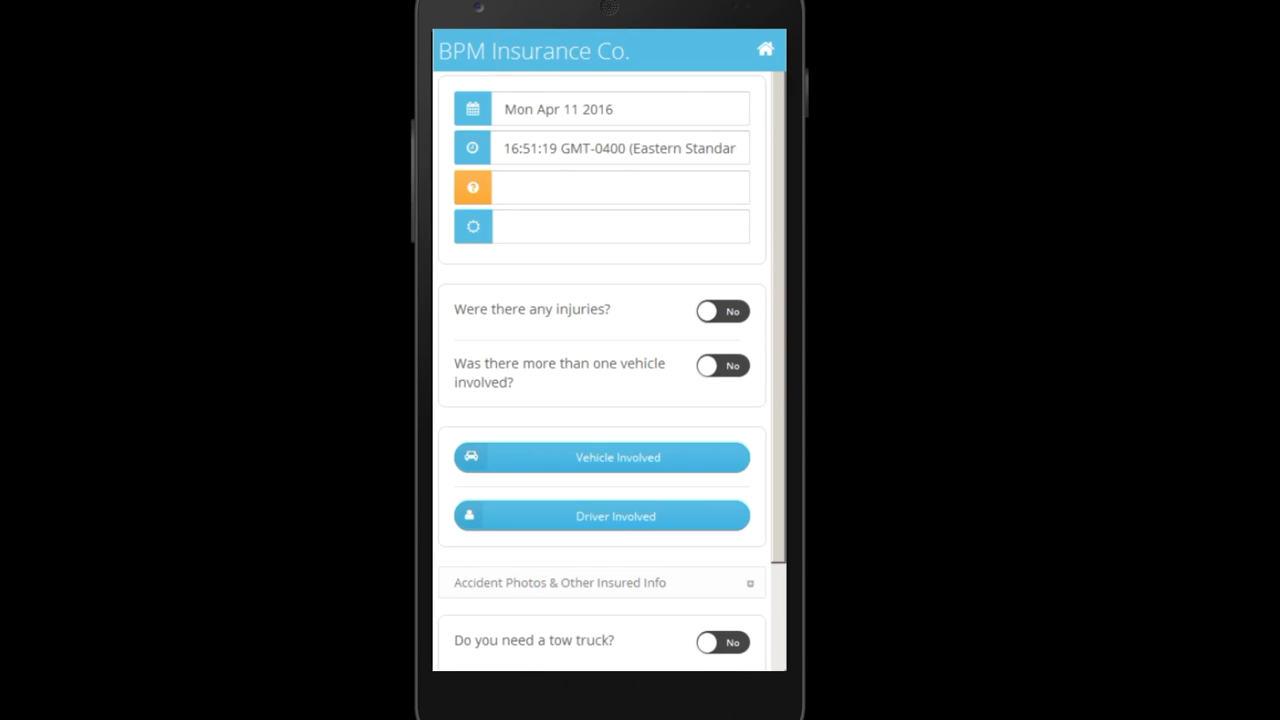 BPM Insurance Co.
Mon Apr 11 2016
16:51:19 GMT-0400 (Eastern Standar
Were there any injuries?
No
Was there more than one vehicle
involved?
No
Vehicle Involved
Driver Involved
Accident Photos & Other Insured Info
Do you need a tow truck?
No